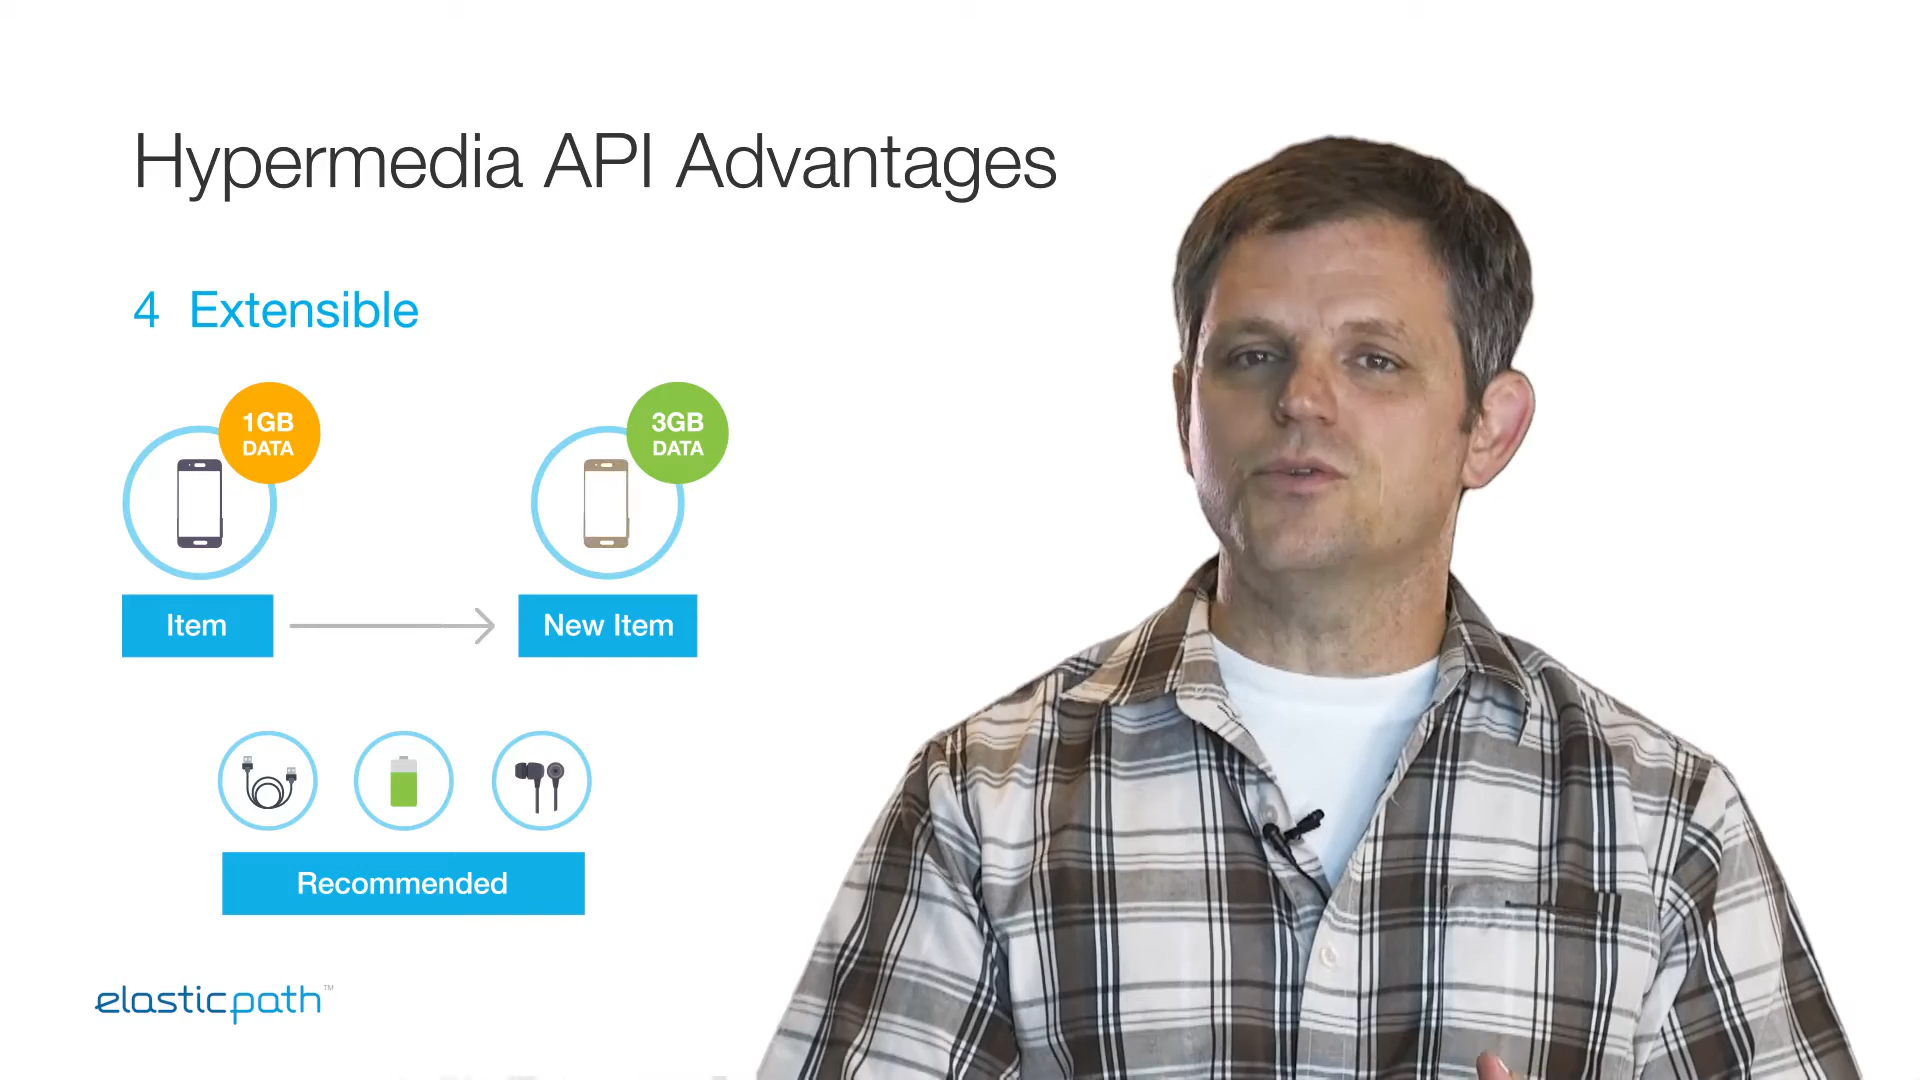 Hypermedia API Advantages
4 Extensible
1GB
DATA
3GB
DATA
Item
New Item
Recommended
elasticpath™